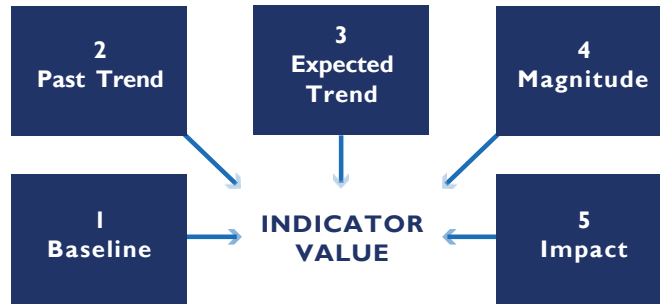 2
Past Trend
3
Expected
Trend
4
Magnitude
1
Baseline
INDICATOR
VALUE
5
Impact